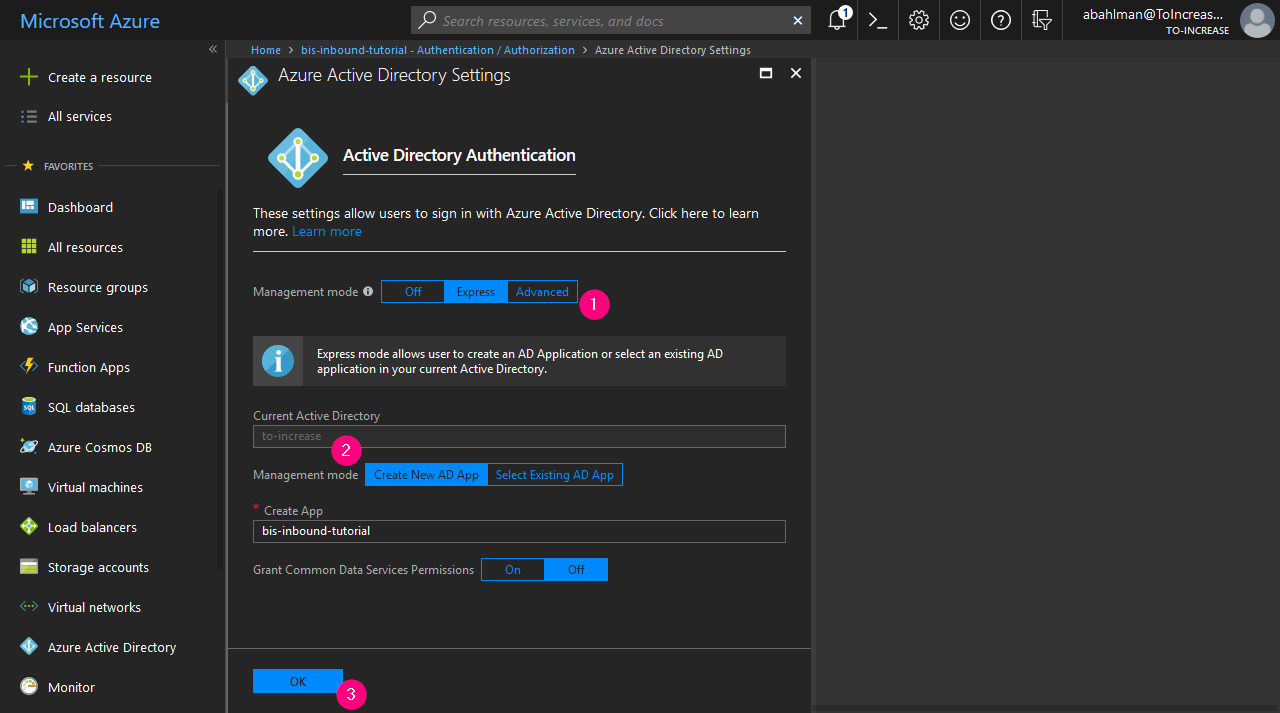 Microsoft Azure
Search resources, services, and docs
1
abahlman@ToIncreas...
TO-INCREASE
Home > bis-inbound-tutorial - Authentication / Authorization > Azure Active Directory Settings
Create a resource
All services
FAVORITES
Dashboard
All resources
Resource groups
App Services
Function Apps
SQL databases
Azure Cosmos DB
Virtual machines
Load balancers
Storage accounts
Virtual networks
Azure Active Directory
Monitor
Azure Active Directory Settings
Active Directory Authentication
These settings allow users to sign in with Azure Active Directory. Click here to learn
more. Learn more
Management mode Off Express Advanced
1
Express mode allows user to create an AD Application or select an existing AD
application in your current Active Directory.
Current Active Directory
to-increase
2
Management mode Create New AD App Select Existing AD App
* Create App
bis-inbound-tutorial
Grant Common Data Services Permissions On Off
OK
3